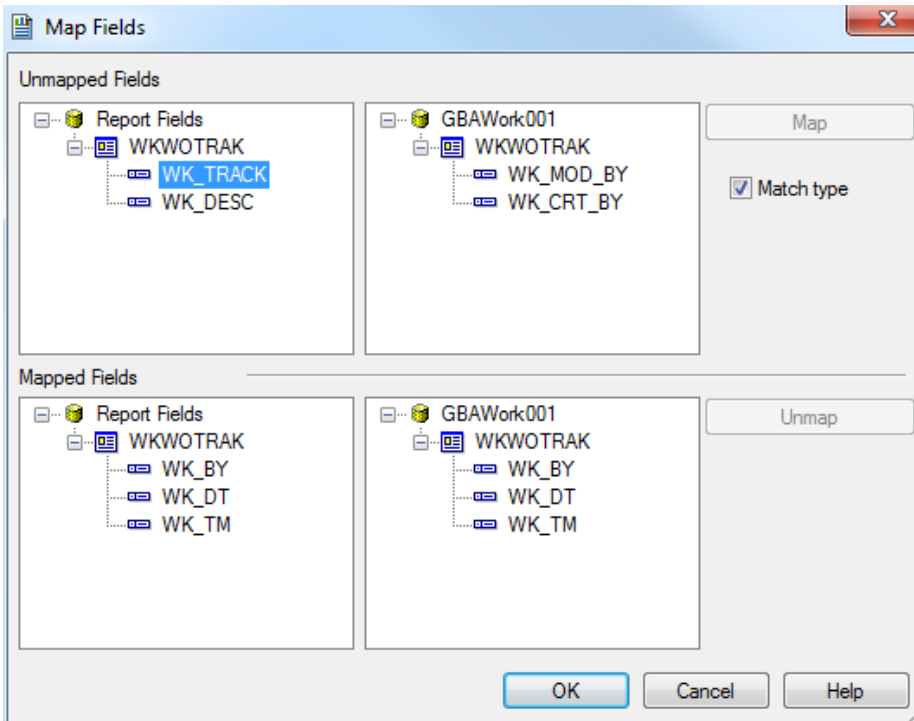 Map Fields
Unmapped Fields
Report Fields
WKWOTRAK
WK_TRACK
WK_DESC
GBAWork001
WKWOTRAK
WK_MOD_BY
WK_CRT_BY
Map
Match type
Mapped Fields
Report Fields
WKWOTRAK
WK_BY
WK_DT
WK_TM
GBAWork001
WKWOTRAK
WK_BY
WK_DT
WK_TM
Unmap
OK Cancel Help